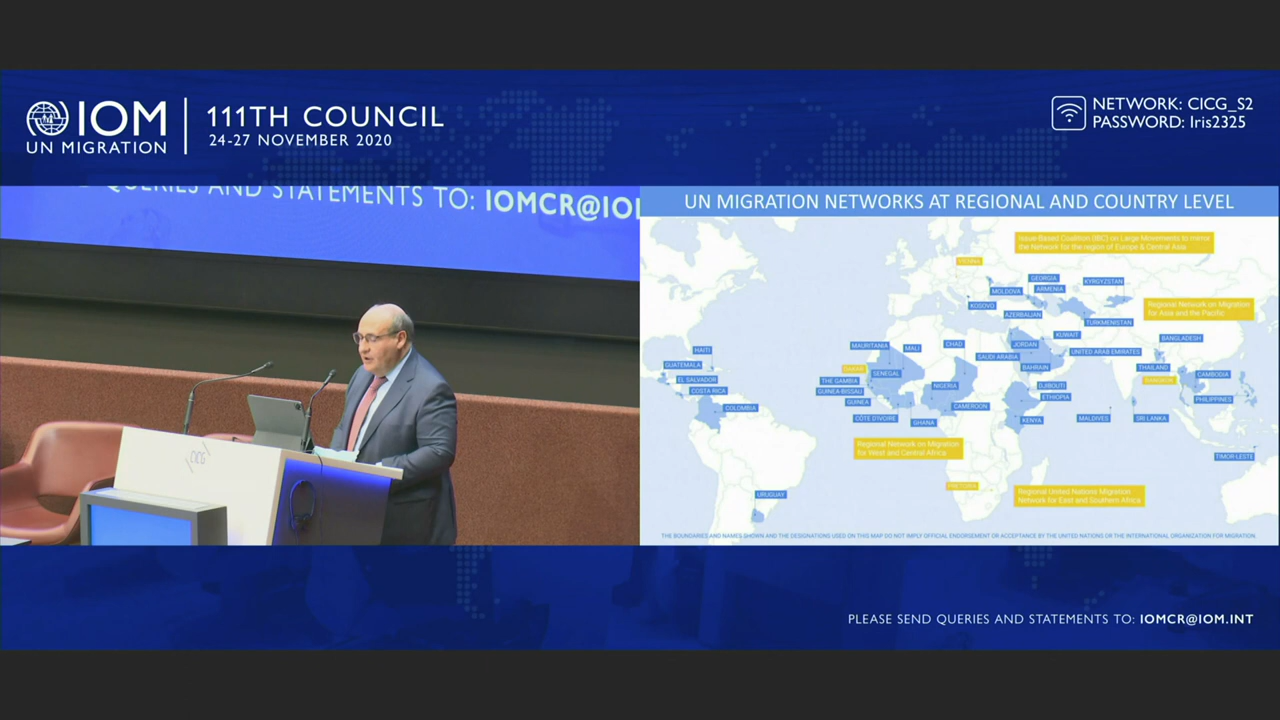 IOM
UN MIGRATION
111TH COUNCIL
24-27 NOVEMBER 2020
NETWORK: CICG_S2
PASSWORD: Iris2325
QUERIES AND STATEMENTS TO: IOMCR@IO
CICG
UN MIGRATION NETWORKS AT REGIONAL AND COUNTRY LEVEL
Issue-Based Coalition (IBC) on Large Movements to mirror
the Network for the region of Europe & Central Asia
VIENNA
GEORGIA
KYRGYZSTAN
MOLDOVA
ARMENIA
KOSOVO
Regional Network on Migration
for Asia and the Pacific
AZERBAIJAN
TURKMENISTAN
KUWAIT
BANGLADESH
HAITI
MAURITANIA
MALI
CHAD
JORDAN
SAUDI ARABIA
UNITED ARAB EMIRATES
GUATEMALA
DAKAR
SENEGAL
BAHRAIN
THAILAND
CAMBODIA
EL SALVADOR
THE GAMBIA
NIGERIA
DJIBOUTI
BANGKOK
COSTA RICA
GUINEA-BISSAU
ETHIOPIA
PHILIPPINES
GUINEA
COLOMBIA
CAMEROON
CÔTE D'IVOIRE
GHANA
KENYA
MALDIVES
SRI LANKA
Regional Network on Migration
for West and Central Africa
TIMOR-LESTE
PRETORIA
URUGUAY
Regional United Nations Migration
Network for East and Southern Africa
THE BOUNDARIES AND NAMES SHOWN AND THE DESIGNATIONS USED ON THIS MAP DO NOT IMPLY OFFICIAL ENDORSEMENT OR ACCEPTANCE BY THE UNITED NATIONS OR THE INTERNATIONAL ORGANIZATION FOR MIGRATION.
PLEASE SEND QUERIES AND STATEMENTS TO: IOMCR@IOM.INT